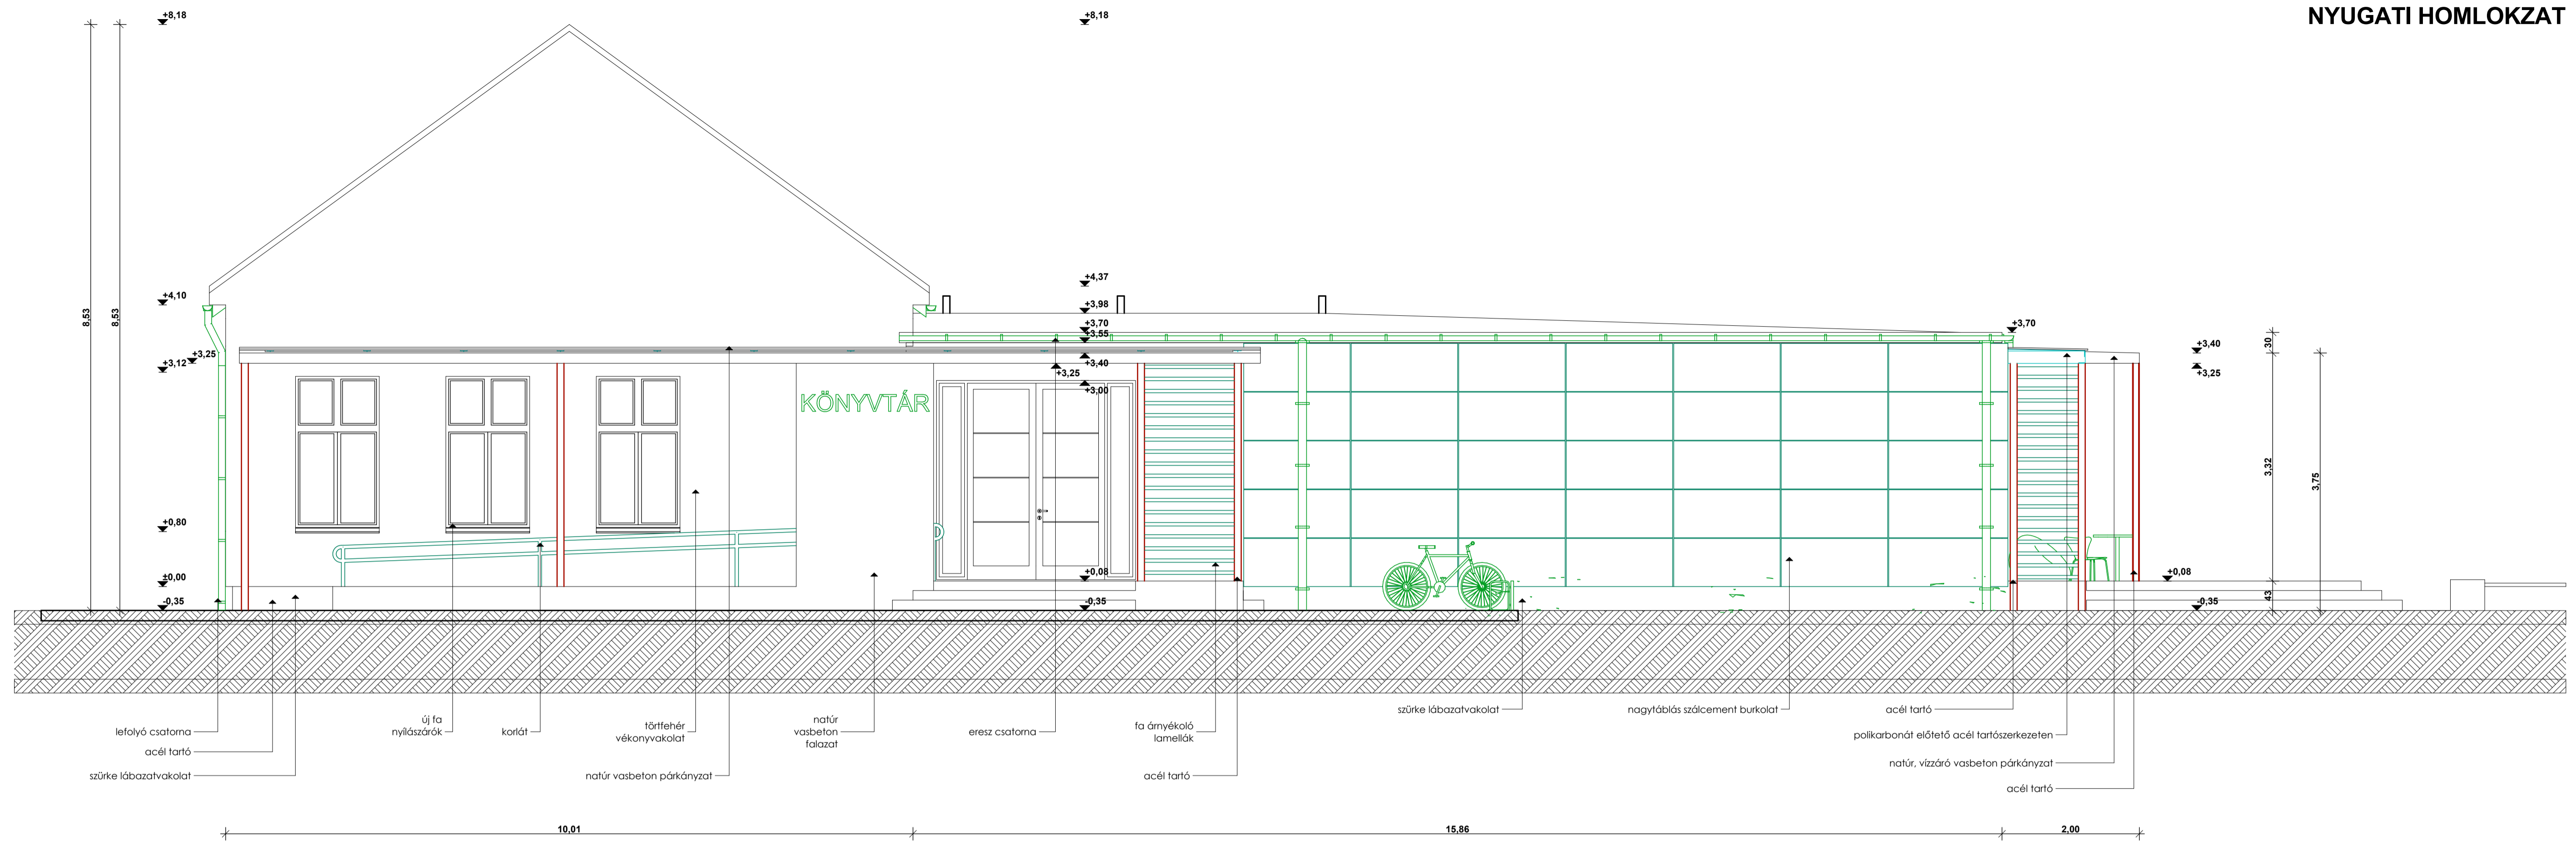 NYUGATI HOMLOKZAT
+8,18
+8,18
8,53
8,53
+4,10
+3,25
+3,12
+0,80
±0,00
-0,35
+4,37
+3,98
+3,70
+3,55
+3,40
+3,25
+3,00
+0,08
-0,35
KÖNYVTÁR
+3,70
+3,40
+3,25
+0,08
-0,35
30
3,32
43
3,75
lefolyó csatorna
acél tartó
szürke lábazatvakolat
új fa
nyílászárók
korlát
törtfehér
vékonyvakolat
natúr vasbeton párkányzat
natúr
vasbeton
falazat
eresz csatorna
fa árnyékoló
lamellák
acél tartó
szürke lábazatvakolat
nagytáblás szálcement burkolat
acél tartó
polikarbonát előtető acél tartószerkezeten
natúr, vízzáró vasbeton párkányzat
acél tartó
10,01
15,86
2,00